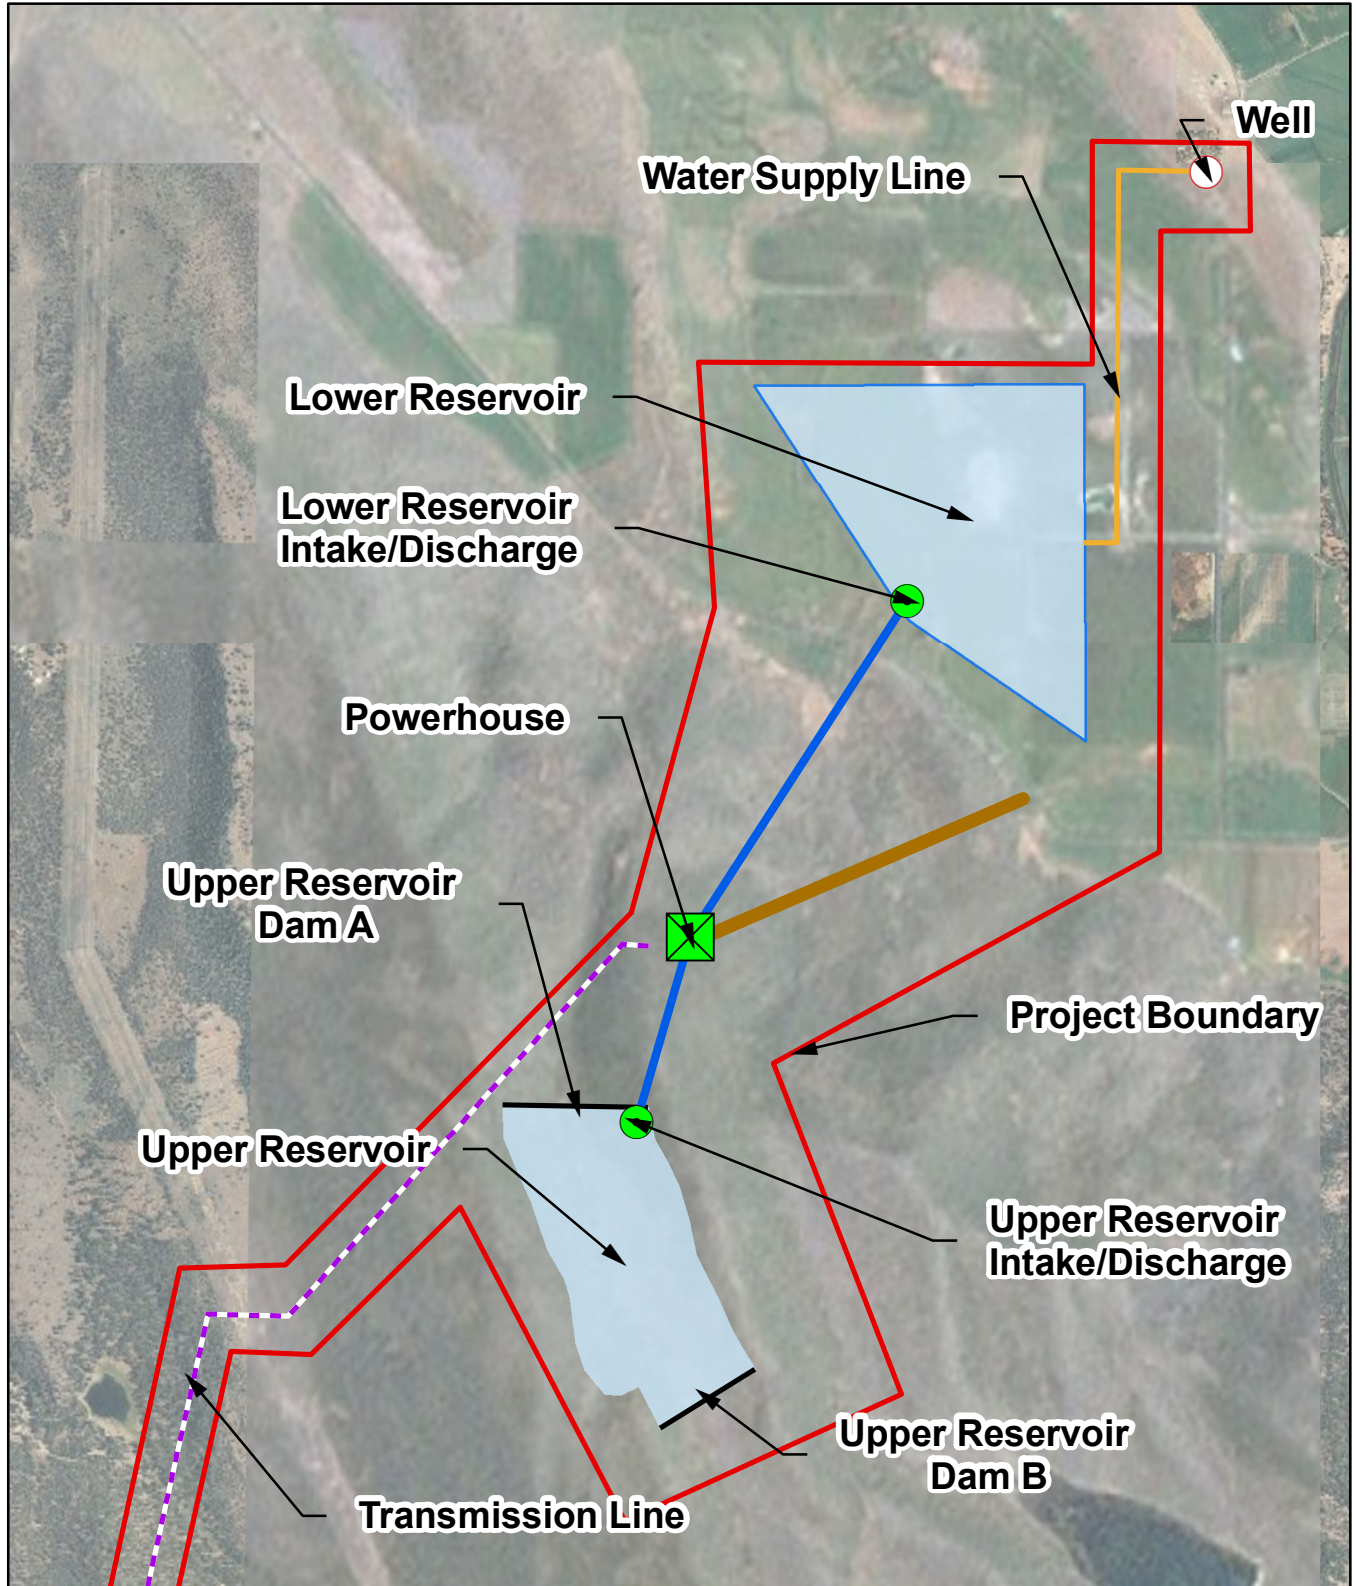 Well
Water Supply Line
Lower Reservoir
Lower Reservoir
Intake/Discharge
Powerhouse
Upper Reservoir
Dam A
Project Boundary
Upper Reservoir
Upper Reservoir
Intake/Discharge
Upper Reservoir
Dam B
Transmission Line